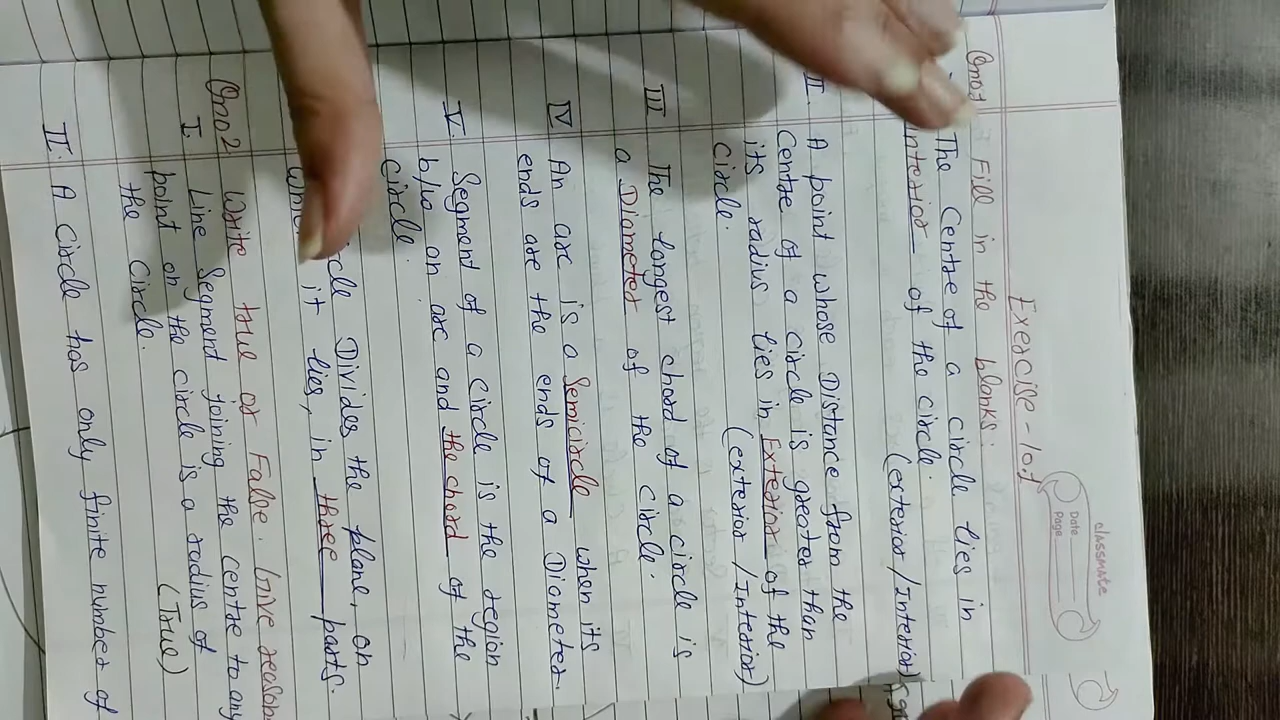 classmate
Date
Page
Exercise - 10.1
Qno1 Fill in the blanks.
The Centre of a circle lies in
interior of the circle. (exterior/Interior)
II. A point whose Distance from the
Centre of a circle is greater than
its radius lies in Exterior of the
circle. (exterior/Interior)
III The longest chord of a circle is
a Diameter of the circle.
IV An arc is a Semicircle when its
ends are the ends of a Diameter.
V. Segment of a circle is the region
b/w an arc and the chord of the
circle.
Divides the plane, on
it lies, in three parts.
Qno2. Write true or False. Give reason
I. Line Segment joining the centre to any
point on the circle is a radius of
the circle. (True)
II. A Circle has only finite number of